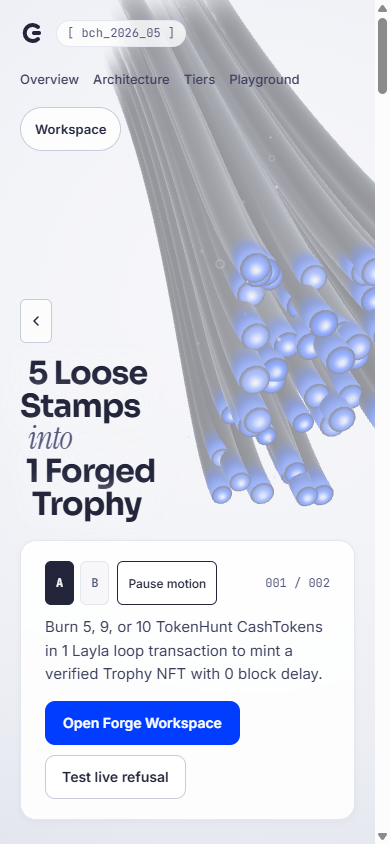 [ bch_2026_05 ]
Overview Architecture Tiers Playground
Workspace
5 Loose
Stamps
into
1 Forged
Trophy
A B Pause motion 001 / 002
Burn 5, 9, or 10 TokenHunt CashTokens
in 1 Layla loop transaction to mint a
verified Trophy NFT with 0 block delay.
Open Forge Workspace
Test live refusal